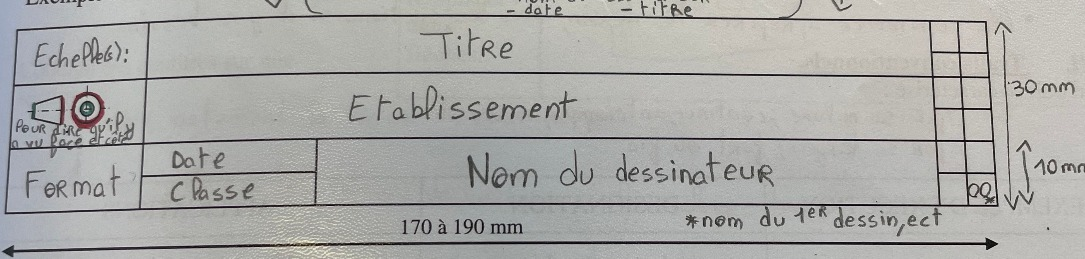 - date - titre
Echelle(s): Titre
30 mm
Etablissement
Pour dire qu'il y
a vu face et côté
Date
10 mm
Format Nom du dessinateur
Classe
170 à 190 mm
*nom du 1er dessin, ect